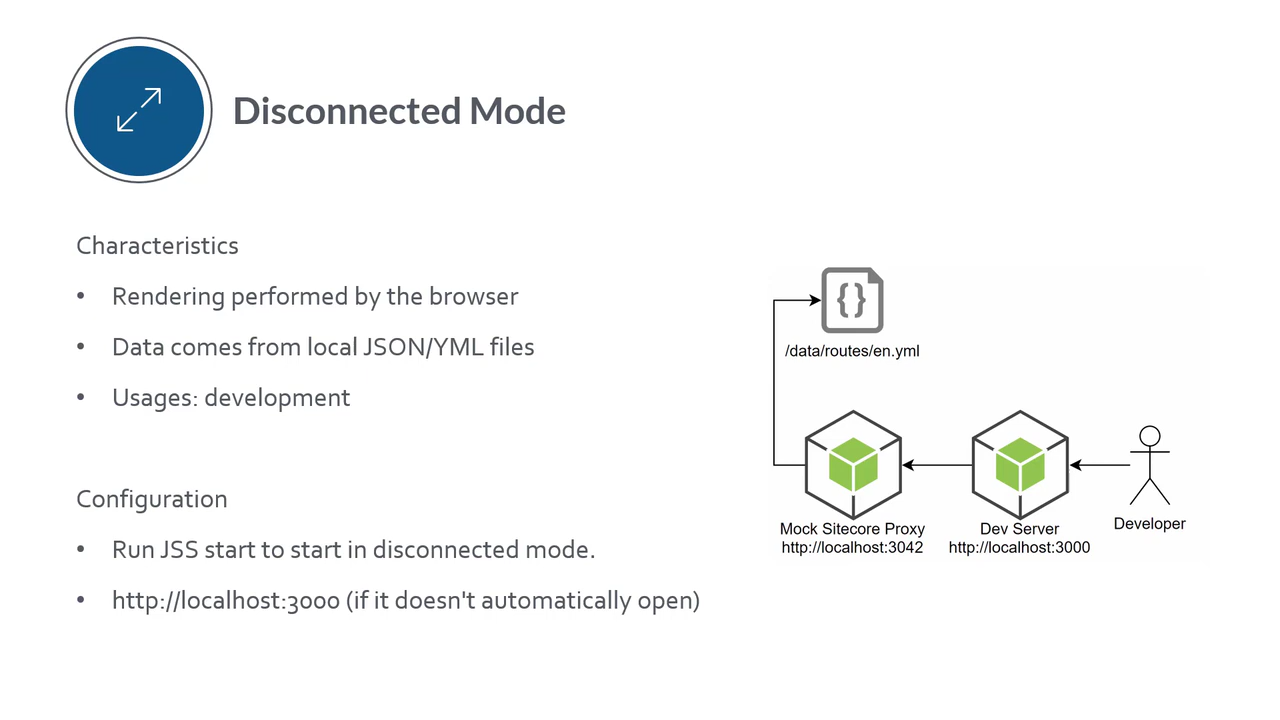 Disconnected Mode
Characteristics
• Rendering performed by the browser
• Data comes from local JSON/YML files
• Usages: development
Configuration
• Run JSS start to start in disconnected mode.
• http://localhost:3000 (if it doesn't automatically open)
{}
/data/routes/en.yml
Mock Sitecore Proxy
http://localhost:3042
Dev Server
http://localhost:3000
Developer